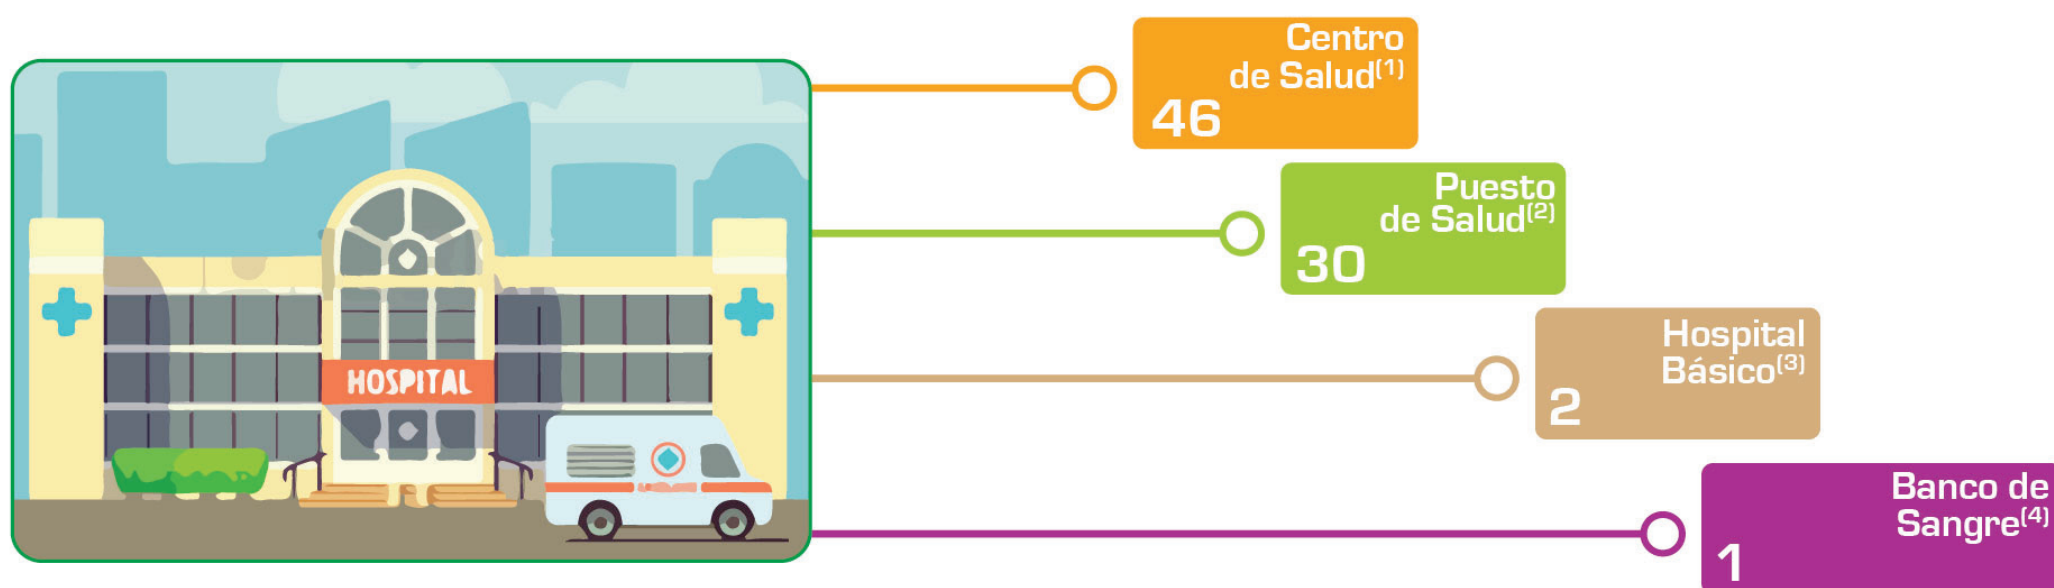 HOSPITAL
Centro
de Salud(1)
46
Puesto
de Salud(2)
30
Hospital
Básico(3)
2
Banco de
Sangre(4)
1